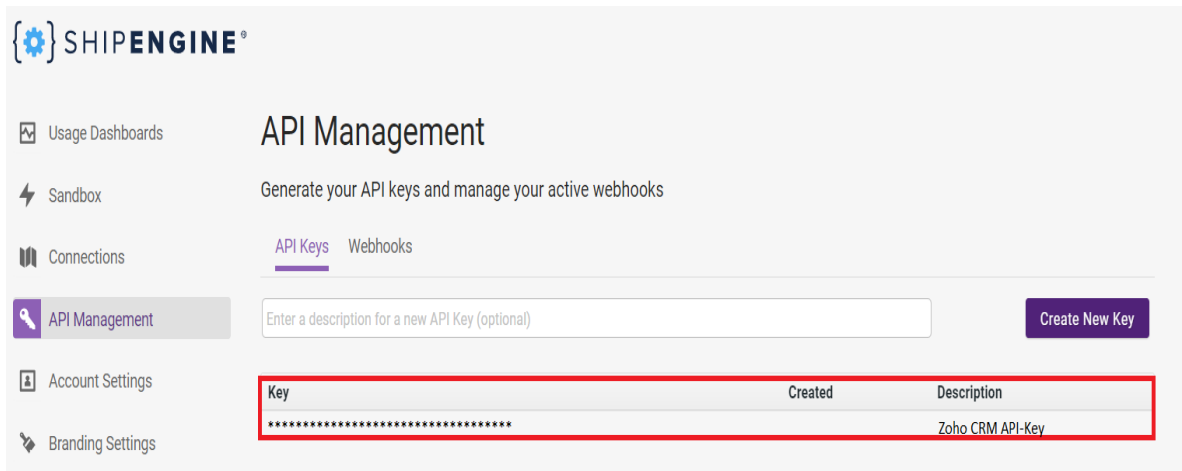 {⚙} SHIPENGINE®
Usage Dashboards
Sandbox
Connections
API Management
Account Settings
Branding Settings
API Management
Generate your API keys and manage your active webhooks
API Keys Webhooks
Enter a description for a new API Key (optional) Create New Key
Key Created Description
*********************************** Zoho CRM API-Key